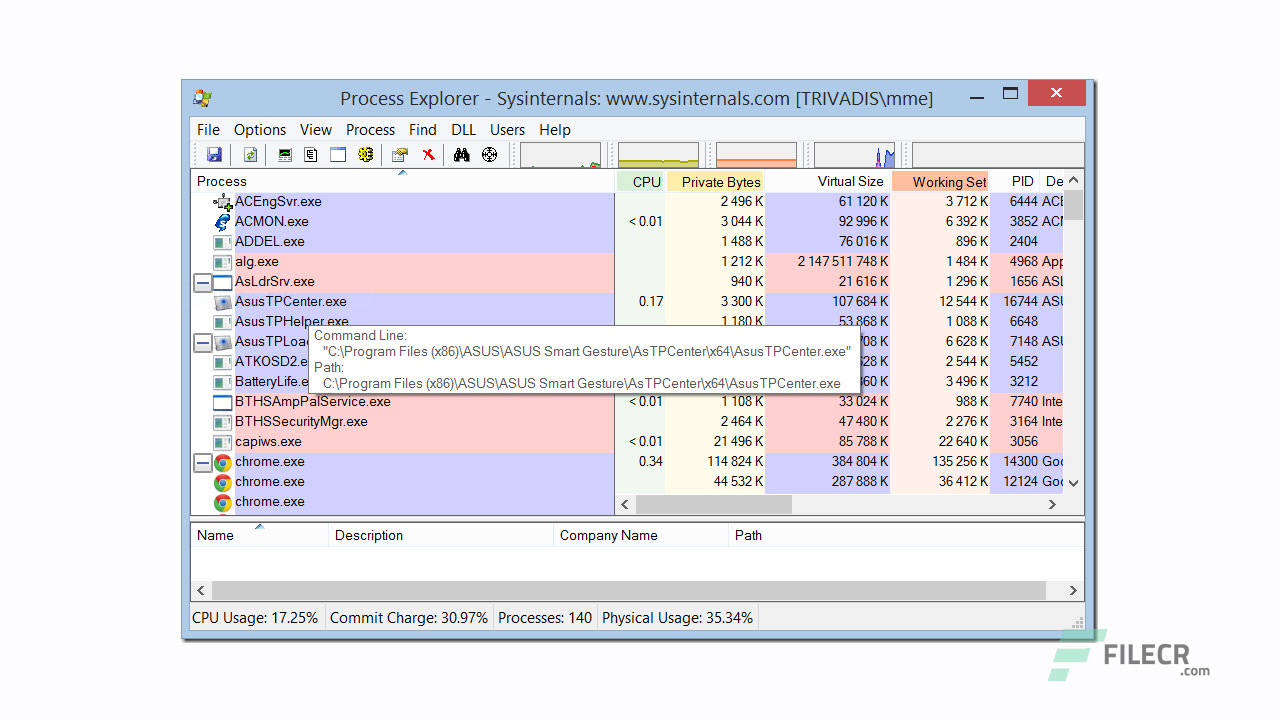 Process Explorer - Sysinternals: www.sysinternals.com [TRIVADIS\mme]
File Options View Process Find DLL Users Help
Process CPU Private Bytes Virtual Size Working Set PID De
ACEngSvr.exe 2 496 K 61 120 K 3 712 K 6444 ACE
ACMON.exe < 0.01 3 044 K 92 996 K 6 392 K 3852 ACM
ADDEL.exe 1 488 K 76 016 K 896 K 2404
alg.exe 1 212 K 2 147 511 748 K 1 484 K 4968 App
AsLdrSrv.exe 940 K 21 616 K 1 296 K 1656 ASL
AsusTPCenter.exe 0.17 3 300 K 107 684 K 12 544 K 16744 ASU
AsusTPHelper.exe 1 180 K 53 868 K 1 088 K 6648
AsusTPLoa 708 K 6 628 K 7148 ASU
ATKOSD2.e 628 K 2 544 K 5452
BatteryLife.e 360 K 3 496 K 3212
Command Line:
"C:\Program Files (x86)\ASUS\ASUS Smart Gesture\AsTPCenter\x64\AsusTPCenter.exe"
Path:
C:\Program Files (x86)\ASUS\ASUS Smart Gesture\AsTPCenter\x64\AsusTPCenter.exe
BTHSAmpPalService.exe < 0.01 1 108 K 33 024 K 988 K 7740 Inte
BTHSSecurityMgr.exe 2 464 K 47 480 K 2 276 K 3164 Inte
capiws.exe < 0.01 21 496 K 85 788 K 22 640 K 3056
chrome.exe 0.34 114 824 K 384 804 K 135 256 K 14300 Goo
chrome.exe 44 532 K 287 888 K 36 412 K 12124 Goo
chrome.exe
Name Description Company Name Path
CPU Usage: 17.25% Commit Charge: 30.97% Processes: 140 Physical Usage: 35.34%
FILECR
.com